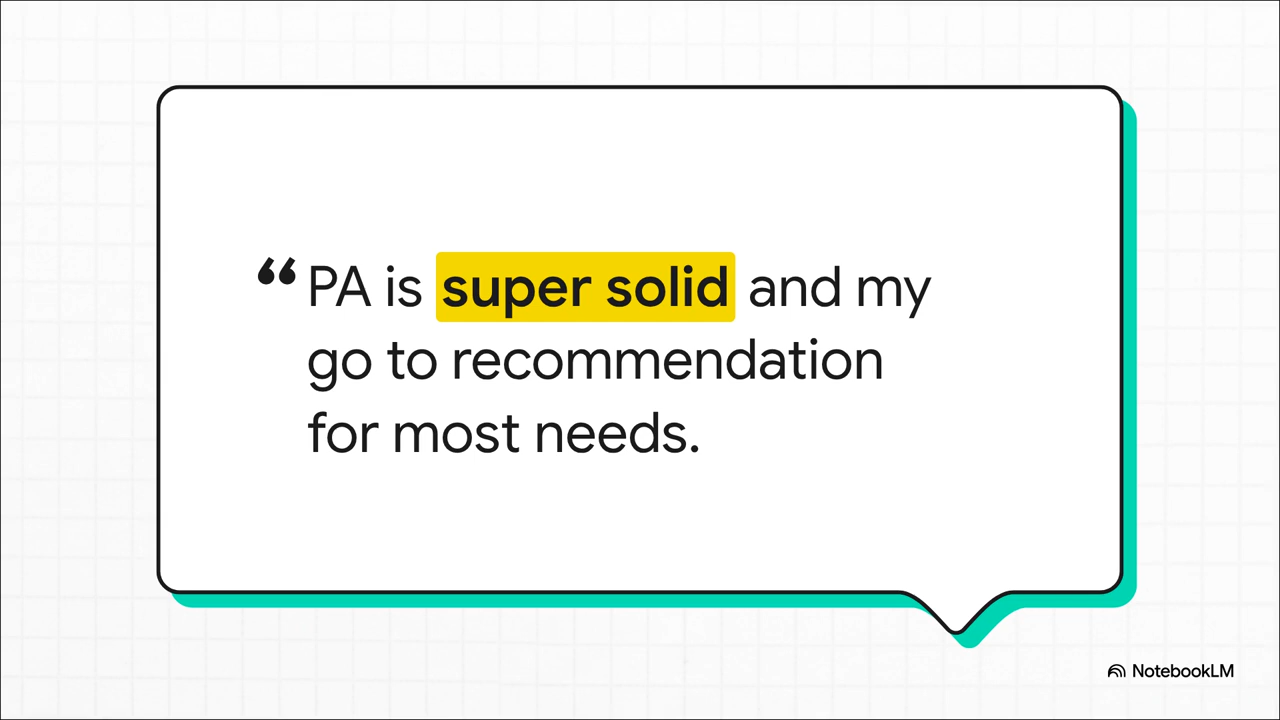 “PA is super solid and my
go to recommendation
for most needs.
NotebookLM